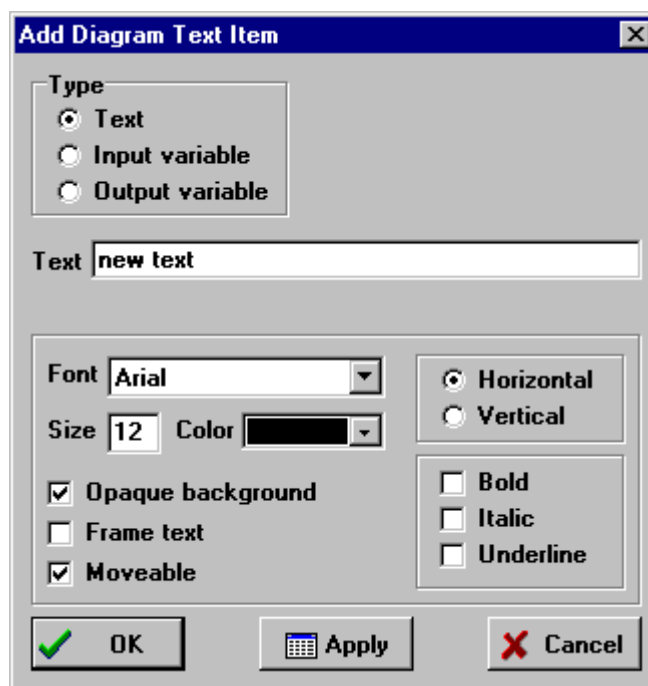 Add Diagram Text Item
Type
Text
Input variable
Output variable
Text new text
Font Arial
Size 12 Color
Opaque background
Frame text
Moveable
Horizontal
Vertical
Bold
Italic
Underline
OK Apply Cancel